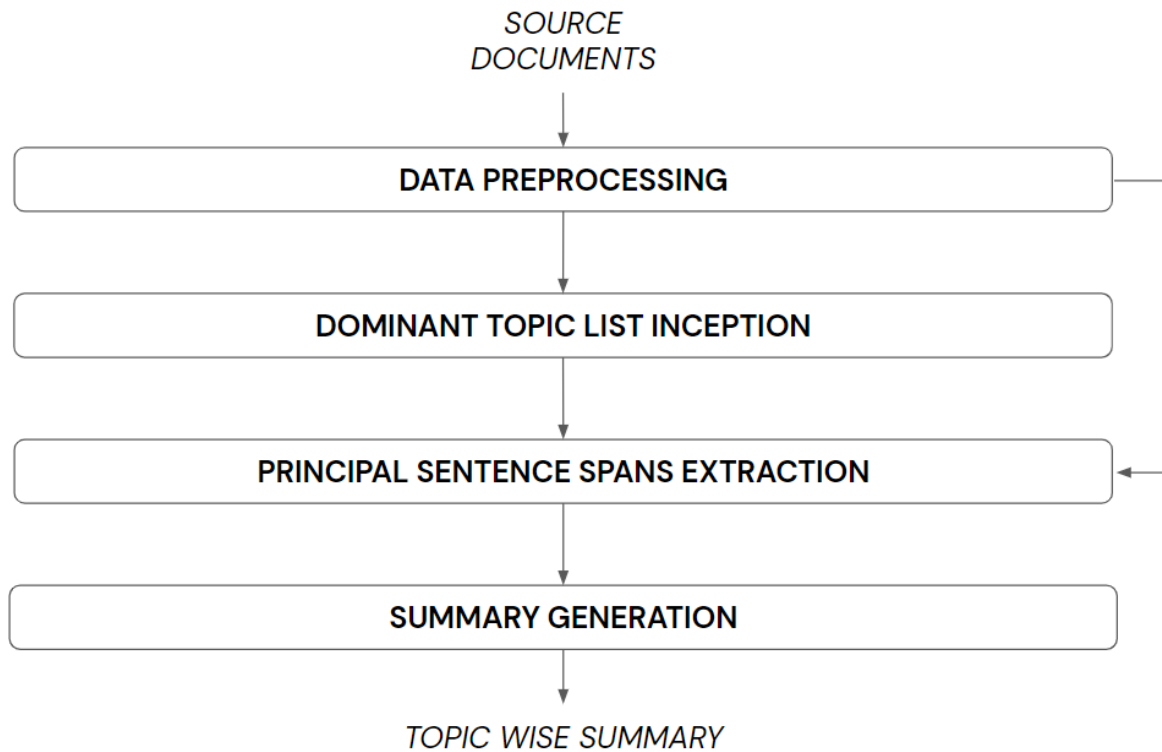 SOURCE
DOCUMENTS
DATA PREPROCESSING
DOMINANT TOPIC LIST INCEPTION
PRINCIPAL SENTENCE SPANS EXTRACTION
SUMMARY GENERATION
TOPIC WISE SUMMARY